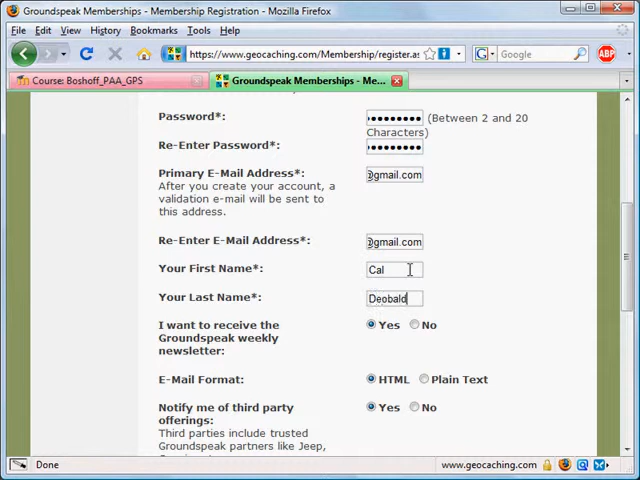 Groundspeak Memberships - Membership Registration - Mozilla Firefox
File Edit View History Bookmarks Tools Help
https://www.geocaching.com/Membership/register.as
Google
ABP
Course: Boshoff_PAA_GPS
Groundspeak Memberships - Me...
Password*: (Between 2 and 20
Characters)
Re-Enter Password*:
Primary E-Mail Address*: @gmail.com
After you create your account, a
validation e-mail will be sent to
this address.
Re-Enter E-Mail Address*: @gmail.com
Your First Name*: Cal
Your Last Name*: Deobald
I want to receive the Yes No
Groundspeak weekly
newsletter:
E-Mail Format: HTML Plain Text
Notify me of third party Yes No
offerings:
Third parties include trusted
Groundspeak partners like Jeep,
Done www.geocaching.com